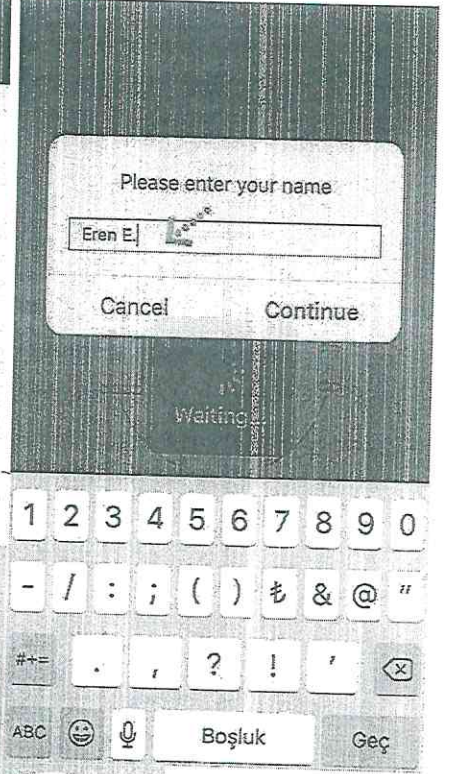 Please enter your name
Eren E.
Cancel Continue
Waiting
1 2 3 4 5 6 7 8 9 0
- / : ; ( ) ₺ & @ "
#+= . , ? ! '
ABC Boşluk Geç